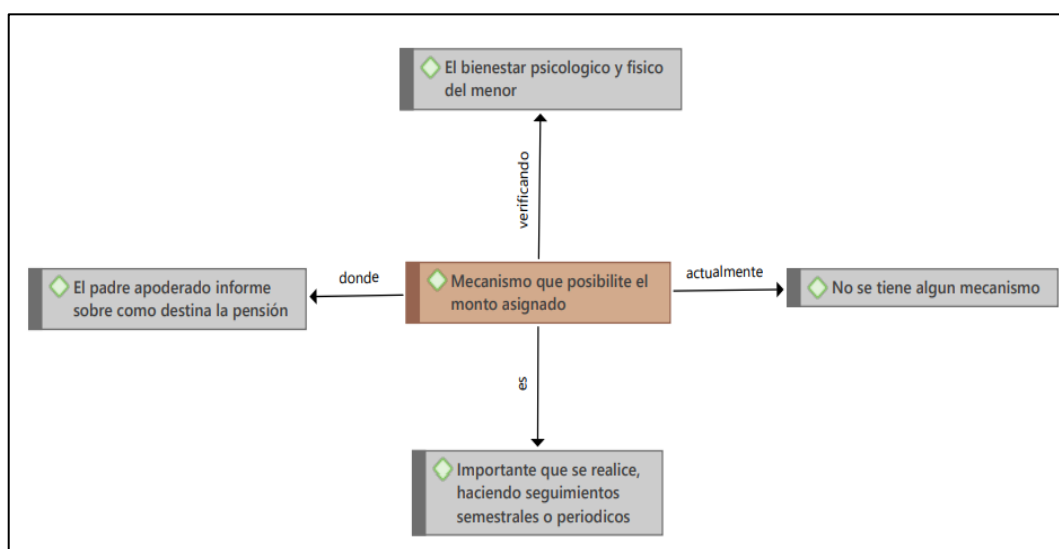 El bienestar psicologico y fisico
del menor
verificando
El padre apoderado informe
sobre como destina la pensión
donde
Mecanismo que posibilite el
monto asignado
actualmente
No se tiene algun mecanismo
es
Importante que se realice,
haciendo seguimientos
semestrales o periodicos